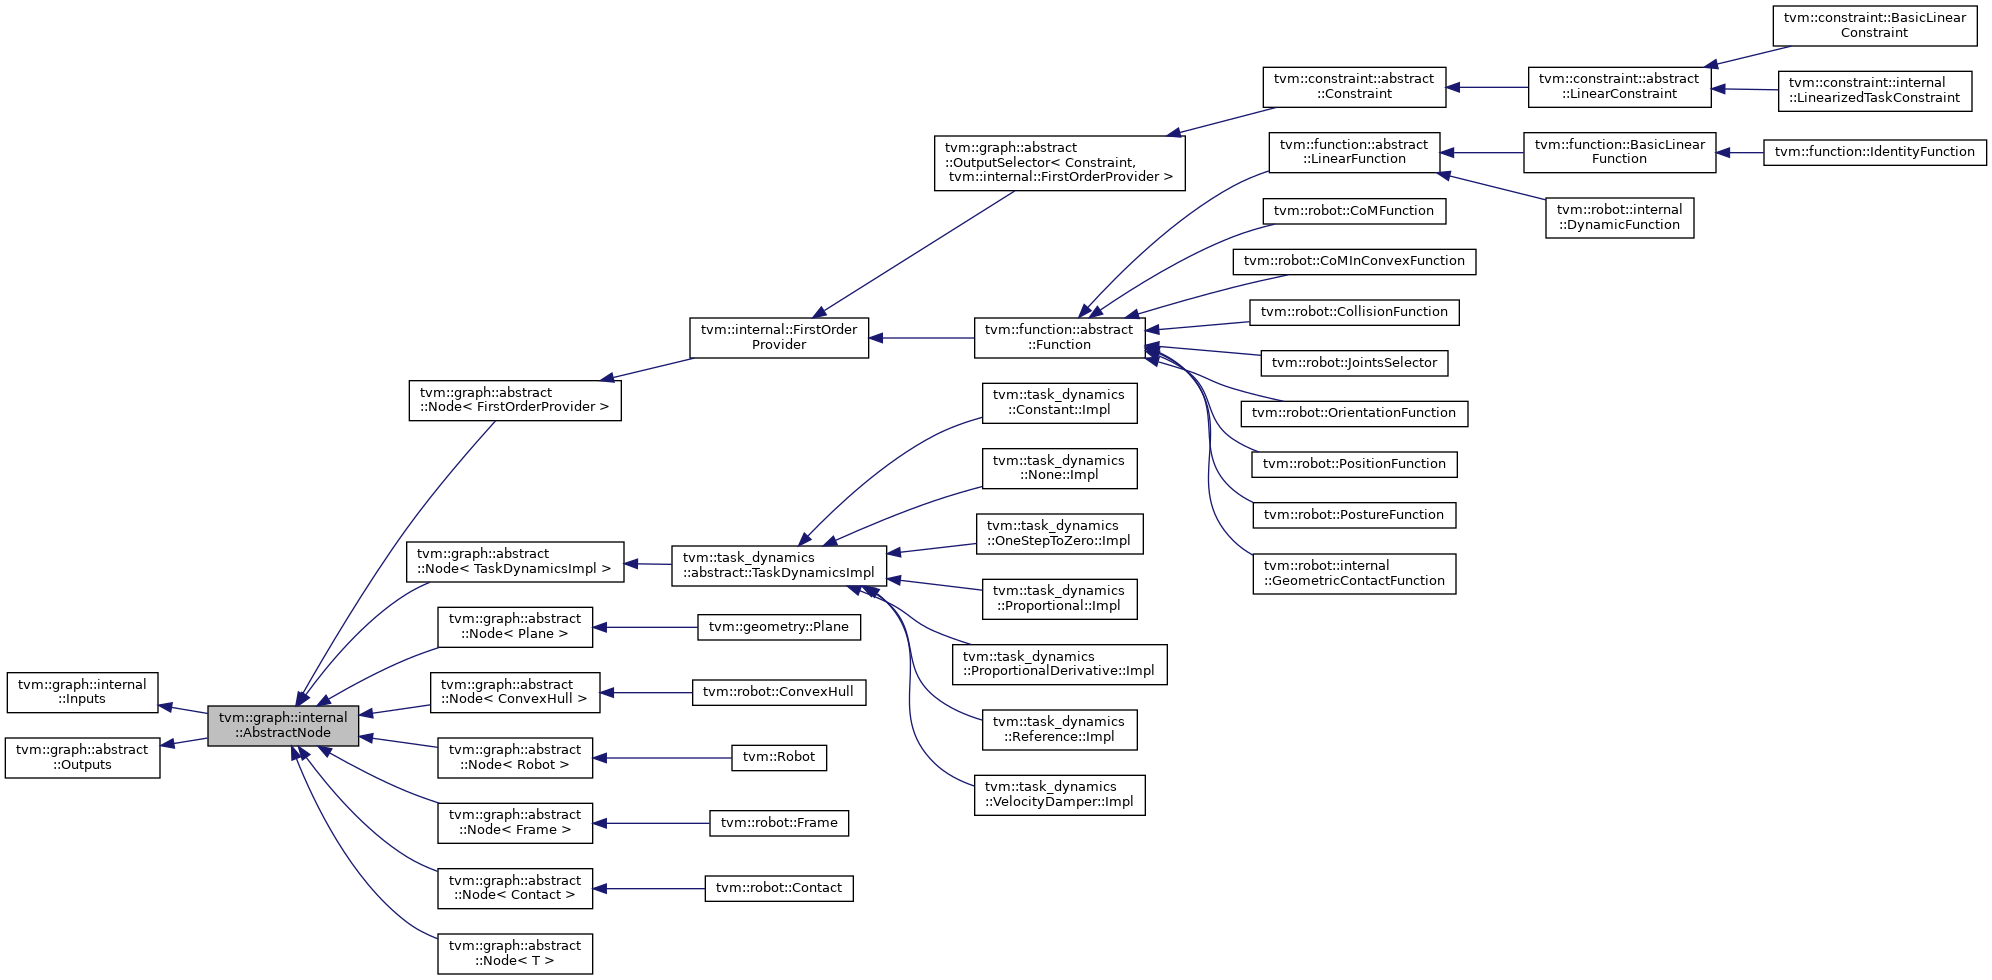 tvm::constraint::BasicLinear
Constraint
tvm::constraint::abstract
::Constraint
tvm::constraint::abstract
::LinearConstraint
tvm::constraint::internal
::LinearizedTaskConstraint
tvm::graph::abstract
::OutputSelector< Constraint,
tvm::internal::FirstOrderProvider >
tvm::function::abstract
::LinearFunction
tvm::function::BasicLinear
Function
tvm::function::IdentityFunction
tvm::robot::CoMFunction
tvm::robot::internal
::DynamicFunction
tvm::robot::CoMInConvexFunction
tvm::robot::CollisionFunction
tvm::internal::FirstOrder
Provider
tvm::function::abstract
::Function
tvm::robot::JointsSelector
tvm::graph::abstract
::Node< FirstOrderProvider >
tvm::task_dynamics
::Constant::Impl
tvm::robot::OrientationFunction
tvm::task_dynamics
::None::Impl
tvm::robot::PositionFunction
tvm::task_dynamics
::OneStepToZero::Impl
tvm::robot::PostureFunction
tvm::graph::abstract
::Node< TaskDynamicsImpl >
tvm::task_dynamics
::abstract::TaskDynamicsImpl
tvm::robot::internal
::GeometricContactFunction
tvm::task_dynamics
::Proportional::Impl
tvm::graph::abstract
::Node< Plane >
tvm::geometry::Plane
tvm::task_dynamics
::ProportionalDerivative::Impl
tvm::graph::internal
::Inputs
tvm::graph::abstract
::Node< ConvexHull >
tvm::robot::ConvexHull
tvm::graph::internal
::AbstractNode
tvm::task_dynamics
::Reference::Impl
tvm::graph::abstract
::Outputs
tvm::graph::abstract
::Node< Robot >
tvm::Robot
tvm::task_dynamics
::VelocityDamper::Impl
tvm::graph::abstract
::Node< Frame >
tvm::robot::Frame
tvm::graph::abstract
::Node< Contact >
tvm::robot::Contact
tvm::graph::abstract
::Node< T >